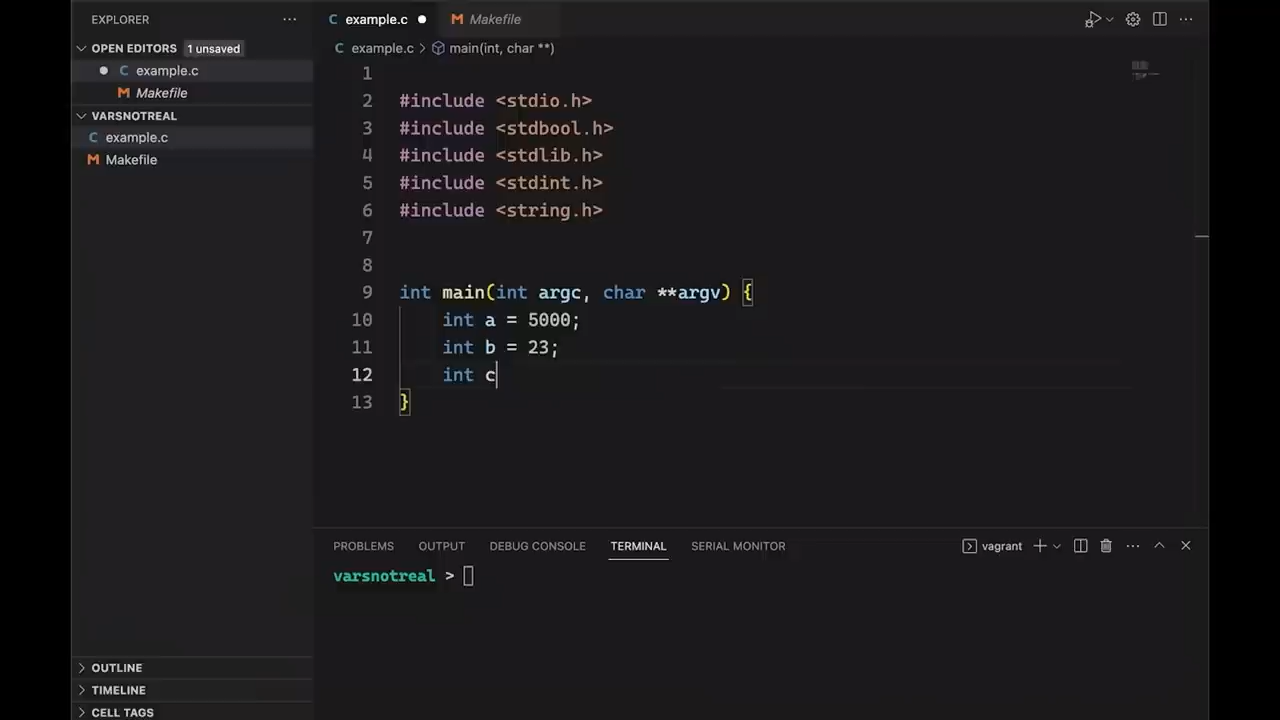 EXPLORER
OPEN EDITORS 1 unsaved
C example.c
M Makefile
VARSNOTREAL
C example.c
M Makefile
OUTLINE
TIMELINE
CELL TAGS
C example.c
M Makefile
C example.c > main(int, char **)
1
2 #include <stdio.h>
3 #include <stdbool.h>
4 #include <stdlib.h>
5 #include <stdint.h>
6 #include <string.h>
7
8
9 int main(int argc, char **argv) {
10 int a = 5000;
11 int b = 23;
12 int c
13 }
PROBLEMS OUTPUT DEBUG CONSOLE TERMINAL SERIAL MONITOR vagrant
varsnotreal >